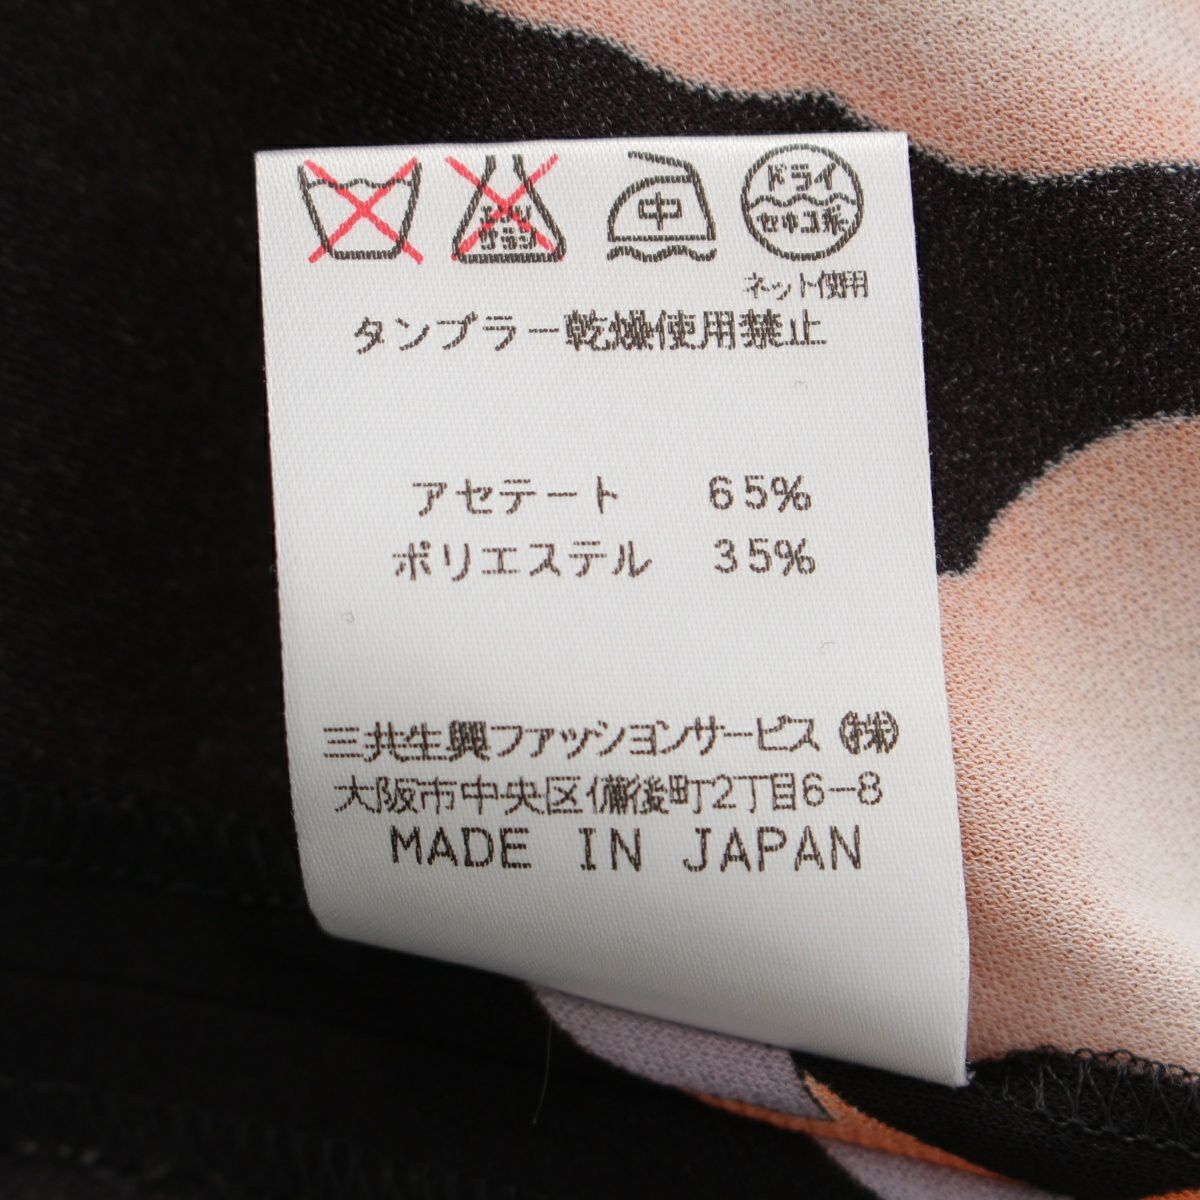 エンソ
サラシ
中
ドライ
セキユ系
ネット使用
タンブラー乾燥使用禁止
アセテート 65%
ポリエステル 35%
三共生興ファッションサービス(株)
大阪市中央区備後町2丁目6-8
MADE IN JAPAN